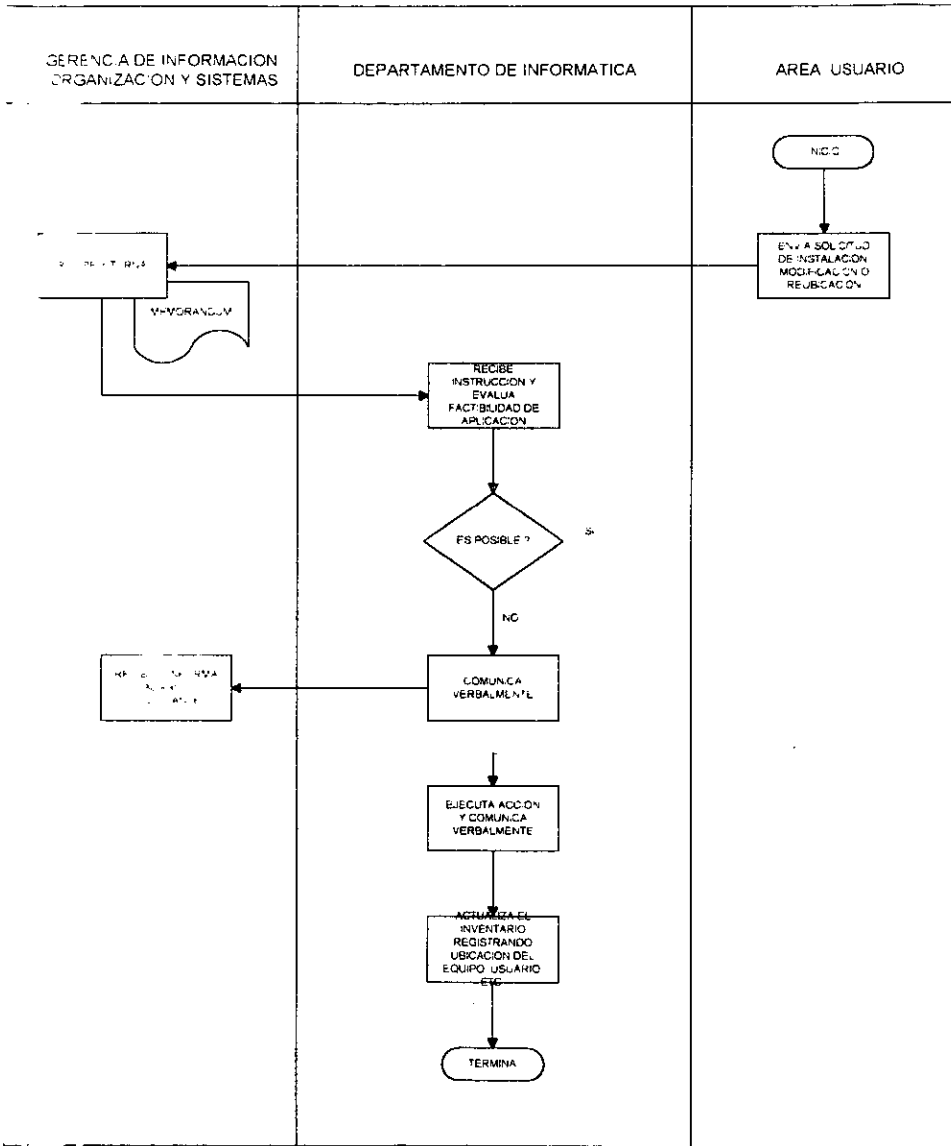 GERENCIA DE INFORMACION
ORGANIZACION Y SISTEMAS
DEPARTAMENTO DE INFORMATICA
AREA USUARIO
INICIO
ENVIA SOLICITUD
DE INSTALACION
MODIFICACION O
REUBICACION
MEMORANDUM
RECIBE
INSTRUCCION Y
EVALUA
FACTIBILIDAD DE
APLICACION
ES POSIBLE ?
SI
NO
COMUNICA
VERBALMENTE
EJECUTA ACCION
Y COMUNICA
VERBALMENTE
ACTUALIZA EL
INVENTARIO
REGISTRANDO
UBICACION DEL
EQUIPO USUARIO
ETC
TERMINA